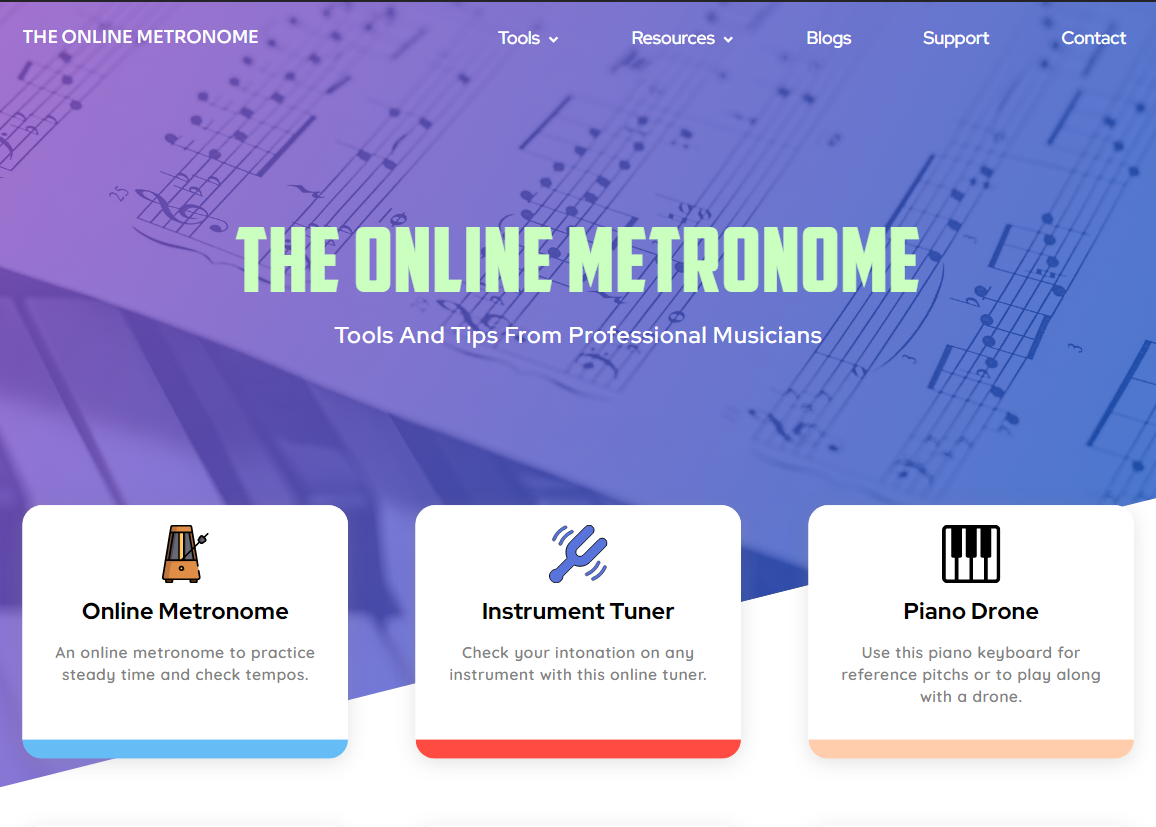 THE ONLINE METRONOME
Tools
Resources
Blogs
Support
Contact
25
THE ONLINE METRONOME
Tools And Tips From Professional Musicians
Online Metronome
An online metronome to practice
steady time and check tempos.
Instrument Tuner
Check your intonation on any
instrument with this online tuner.
Piano Drone
Use this piano keyboard for
reference pitchs or to play along
with a drone.